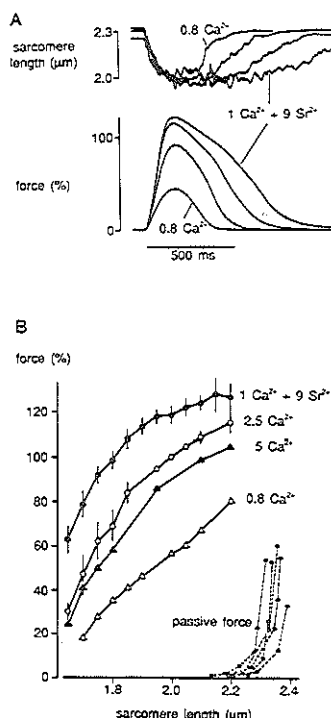 A
0.8 Ca²⁺
2.3
sarcomere
length (µm)
2.0
1 Ca²⁺ + 9 Sr²⁺
100
force
(%)
0.8 Ca²⁺
0
500 ms
B
force
(%)
1 Ca²⁺ + 9 Sr²⁺
120
2.5 Ca²⁺
100
5 Ca²⁺
80
0.8 Ca²⁺
60
40
passive force
20
0
1.8
2.0
2.2
2.4
sarcomere length (µm)